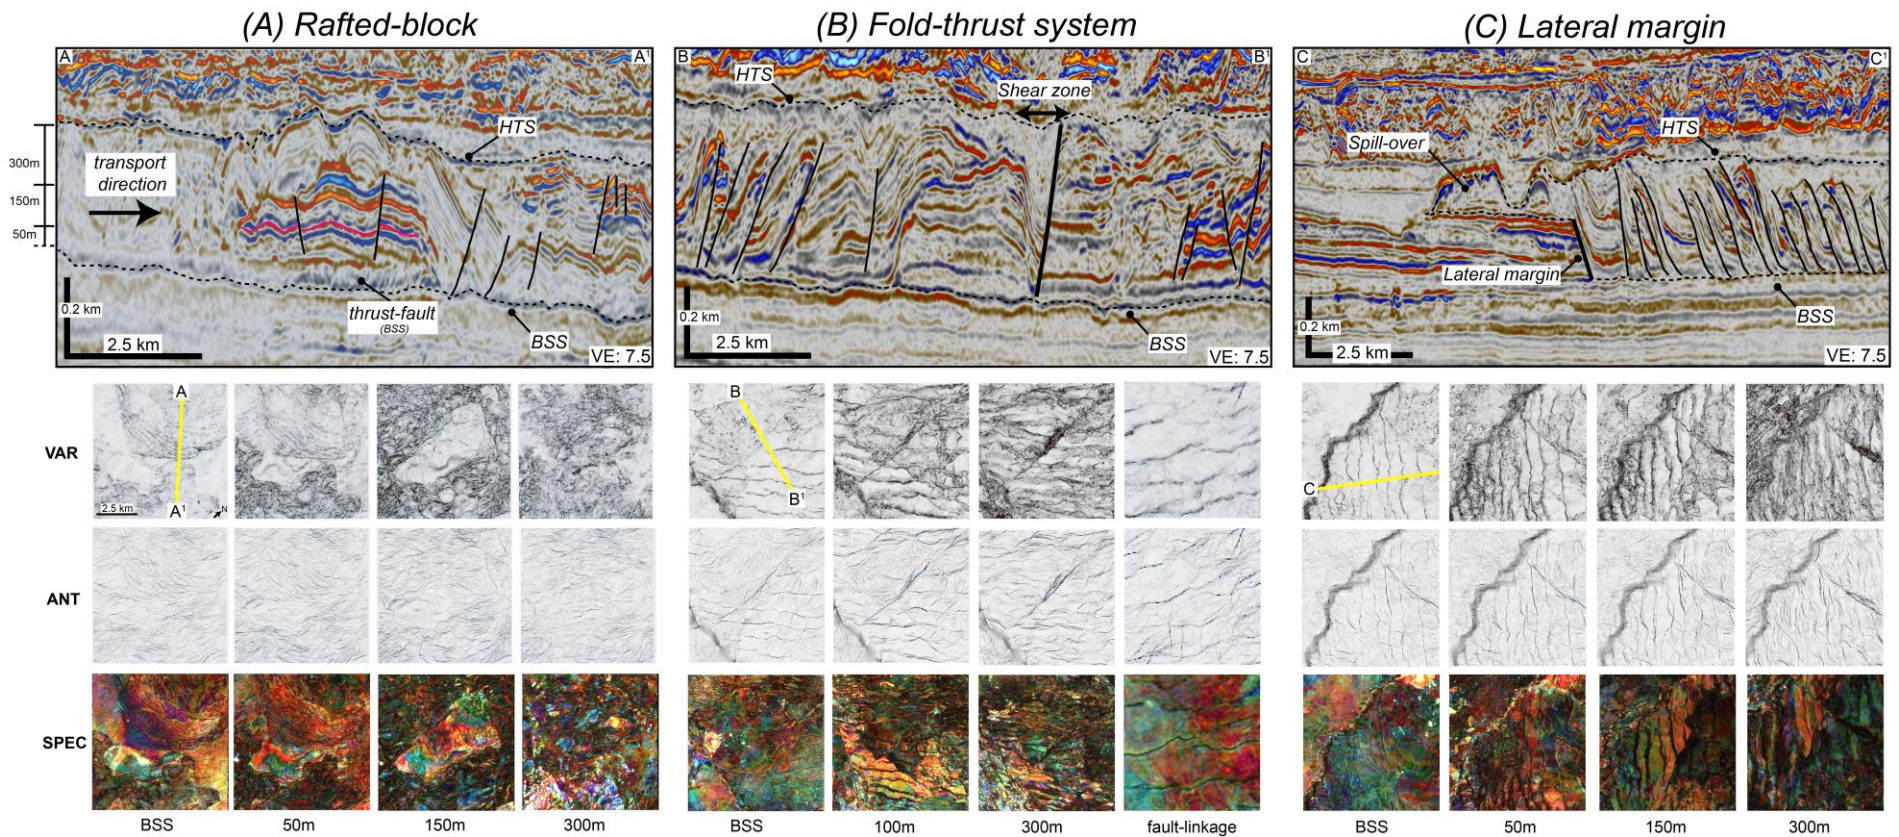 (A) Rafted-block
(B) Fold-thrust system
(C) Lateral margin
A
A¹
HTS
transport
direction
300m
150m
50m
0.2 km
2.5 km
thrust-fault
(BSS)
BSS
VE: 7.5
B
B¹
HTS
Shear zone
0.2 km
2.5 km
BSS
VE: 7.5
C
C¹
HTS
Spill-over
Lateral margin
0.2 km
2.5 km
BSS
VE: 7.5
VAR
A
A¹
2.5 km
N
B
B¹
C
ANT
SPEC
BSS
50m
150m
300m
BSS
100m
300m
fault-linkage
BSS
50m
150m
300m